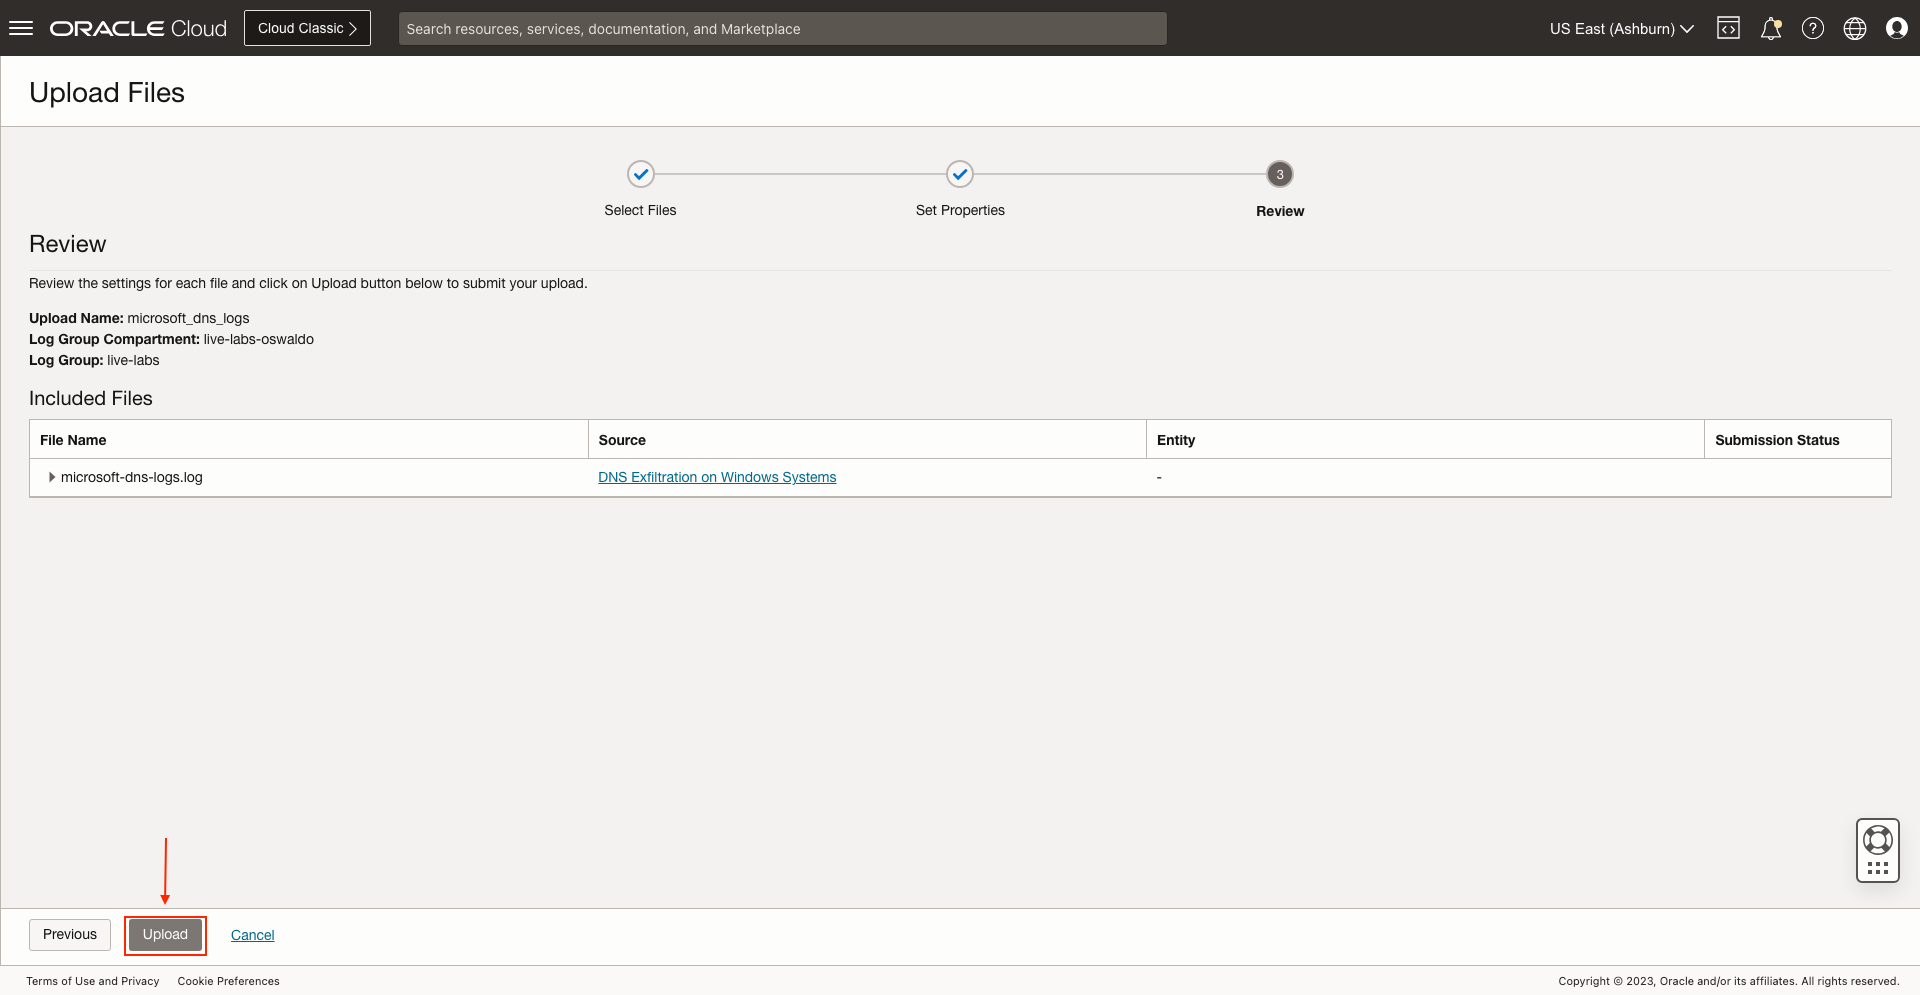 ORACLE Cloud
Cloud Classic
Search resources, services, documentation, and Marketplace
US East (Ashburn)
Upload Files
Select Files
Set Properties
3
Review
Review
Review the settings for each file and click on Upload button below to submit your upload.
Upload Name: microsoft_dns_logs
Log Group Compartment: live-labs-oswaldo
Log Group: live-labs
Included Files
File Name Source Entity Submission Status
microsoft-dns-logs.log DNS Exfiltration on Windows Systems -
Previous Upload Cancel
Terms of Use and Privacy Cookie Preferences Copyright © 2023, Oracle and/or its affiliates. All rights reserved.